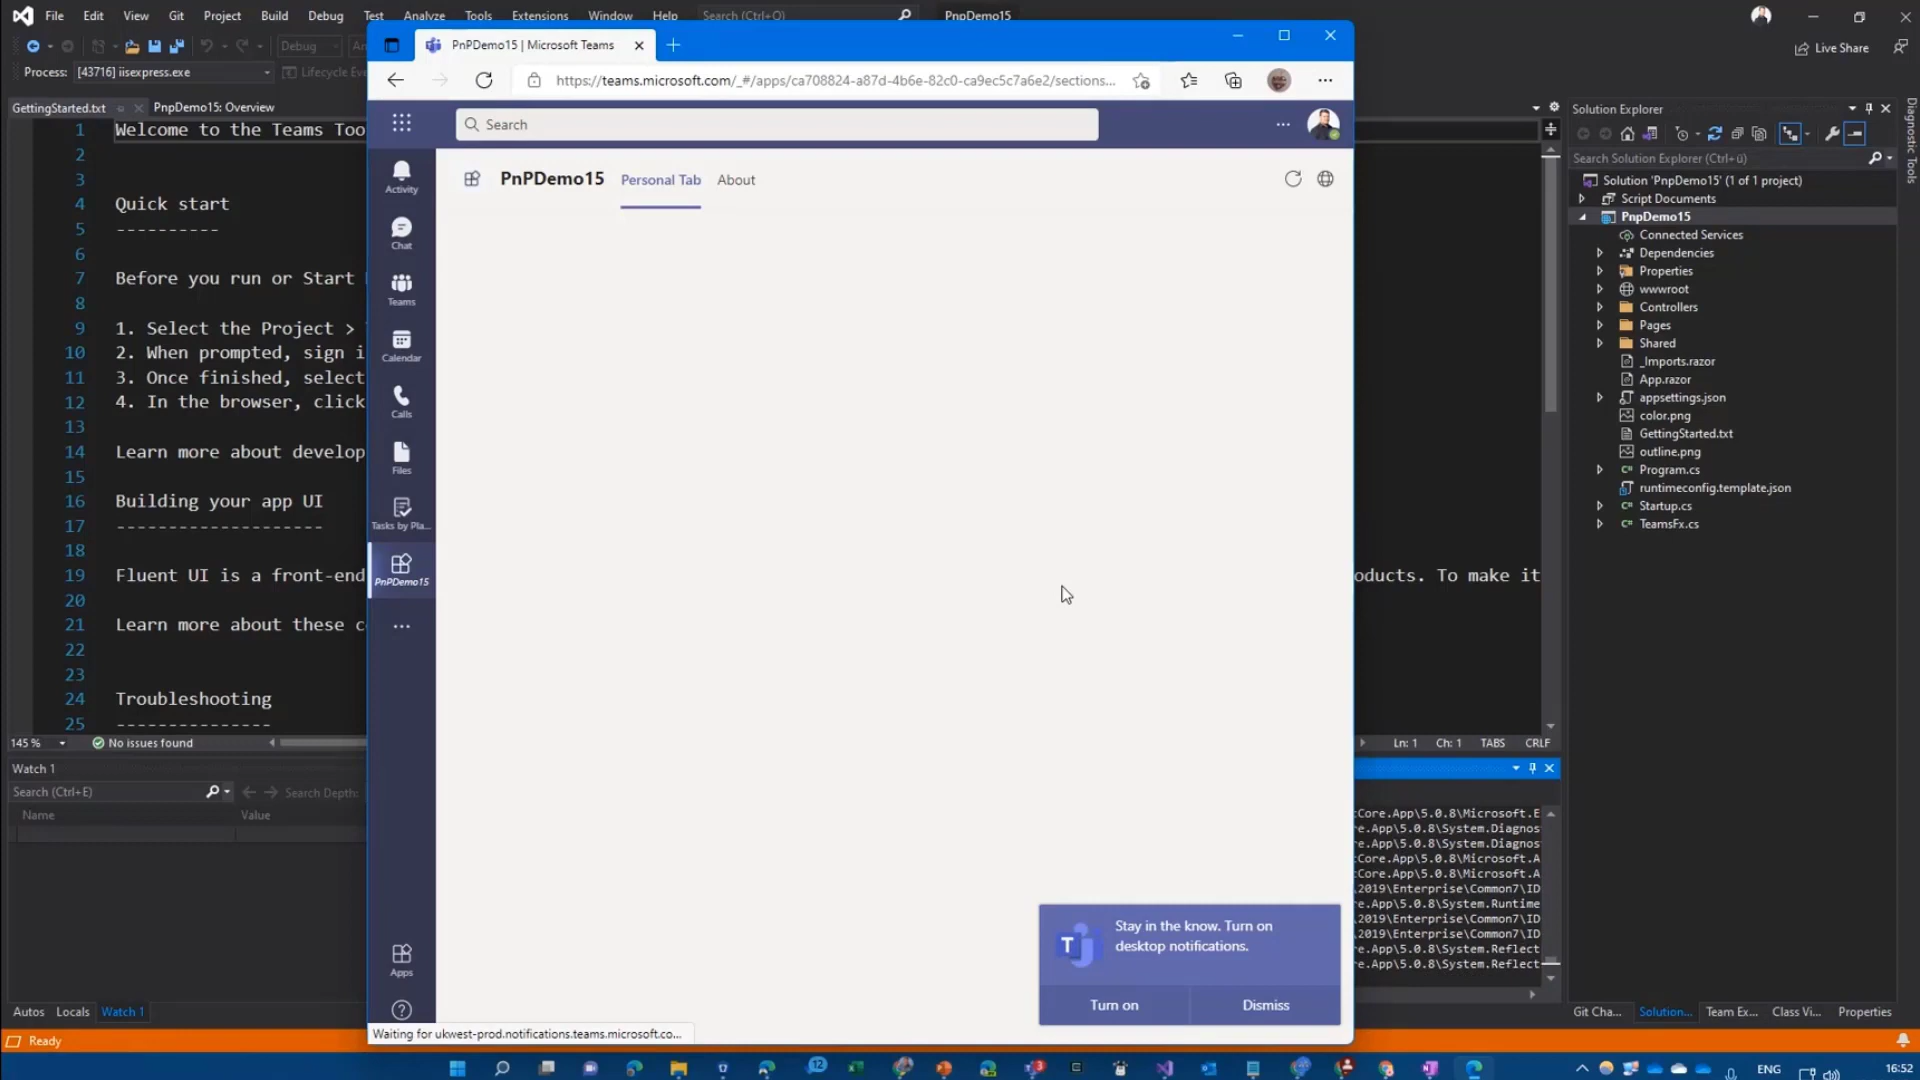 File Edit View Git Project Build Debug Test Analyze Tools Extensions Window Help Search (Ctrl+Q) PnpDemo15
Debug
Live Share
Process: [43716] iisexpress.exe Lifecycle
GettingStarted.txt PnpDemo15: Overview
1 Welcome to the Teams Too
2
3
4 Quick start
5 ----------
6
7 Before you run or Start
8
9 1. Select the Project >
10 2. When prompted, sign i
11 3. Once finished, select
12 4. In the browser, click
13
14 Learn more about develop
15
16 Building your app UI
17 --------------------
18
19 Fluent UI is a front-end
oducts. To make it
20
21 Learn more about these c
22
23
24 Troubleshooting
25 ---------------
145 % No issues found
Ln: 1 Ch: 1 TABS CRLF
Watch 1
Search (Ctrl+E) Search Depth:
Name Value
Autos Locals Watch 1
Ready
PnPDemo15 | Microsoft Teams
https://teams.microsoft.com/_#/apps/ca708824-a87d-4b6e-82c0-ca9ec5c7a6e2/sections...
Search
PnPDemo15 Personal Tab About
Activity
Chat
Teams
Calendar
Calls
Files
Tasks by Pla...
PnPDemo15
Apps
Stay in the know. Turn on
desktop notifications.
Turn on Dismiss
Waiting for ukwest-prod.notifications.teams.microsoft.co...
Core.App\5.0.8\Microsoft.E
e.App\5.0.8\System.Diagnos
e.App\5.0.8\System.Diagnos
Core.App\5.0.8\Microsoft.A
Core.App\5.0.8\Microsoft.A
2019\Enterprise\Common7\ID
e.App\5.0.8\System.Runtime
2019\Enterprise\Common7\ID
2019\Enterprise\Common7\ID
e.App\5.0.8\System.Reflect
e.App\5.0.8\System.Reflect
Solution Explorer
Search Solution Explorer (Ctrl+ü)
Solution 'PnpDemo15' (1 of 1 project)
Script Documents
PnpDemo15
Connected Services
Dependencies
Properties
wwwroot
Controllers
Pages
Shared
_Imports.razor
App.razor
appsettings.json
color.png
GettingStarted.txt
outline.png
Program.cs
runtimeconfig.template.json
Startup.cs
TeamsFx.cs
Git Cha... Solution... Team Ex... Class Vi... Properties
Diagnostic Tools
12
ENG 16:52